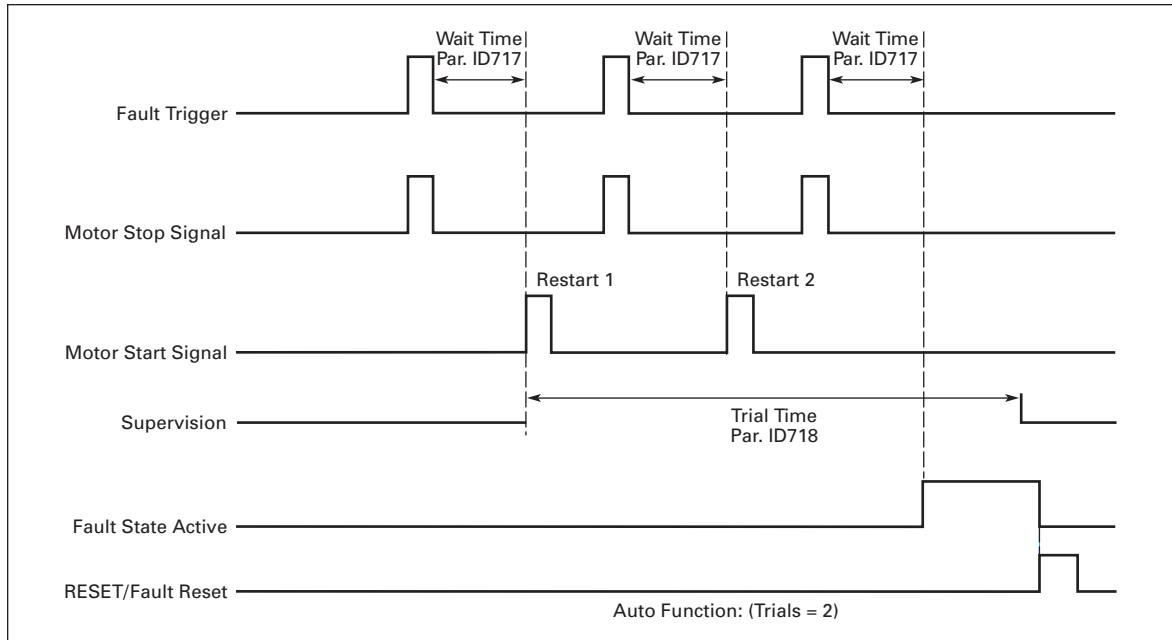 Wait Time
Par. ID717
Wait Time
Par. ID717
Wait Time
Par. ID717
Fault Trigger
Motor Stop Signal
Restart 1
Restart 2
Motor Start Signal
Supervision
Trial Time
Par. ID718
Fault State Active
RESET/Fault Reset
Auto Function: (Trials = 2)